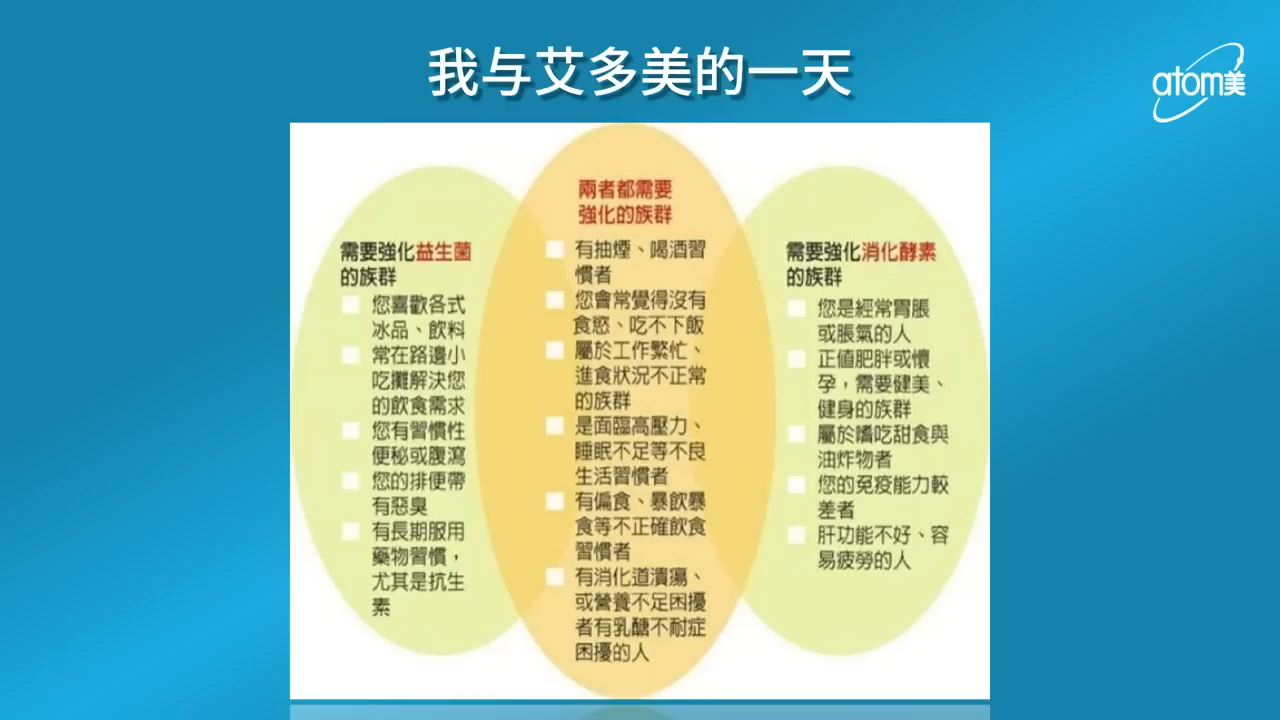 我与艾多美的一天
atom美
需要強化益生菌
的族群
您喜歡各式
冰品、飲料
常在路邊小
吃攤解決您
的飲食需求
您有習慣性
便秘或腹瀉
您的排便帶
有惡臭
有長期服用
藥物習慣，
尤其是抗生
素
兩者都需要
強化的族群
有抽煙、喝酒習
慣者
您會常覺得沒有
食慾、吃不下飯
屬於工作繁忙、
進食狀況不正常
的族群
是面臨高壓力、
睡眠不足等不良
生活習慣者
有偏食、暴飲暴
食等不正確飲食
習慣者
有消化道潰瘍、
或營養不足困擾
者有乳醣不耐症
困擾的人
需要強化消化酵素
的族群
您是經常胃脹
或脹氣的人
正值肥胖或懷
孕，需要健美、
健身的族群
屬於嗜吃甜食與
油炸物者
您的免疫能力較
差者
肝功能不好、容
易疲勞的人